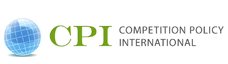 CPI
COMPETITION POLICY
INTERNATIONAL